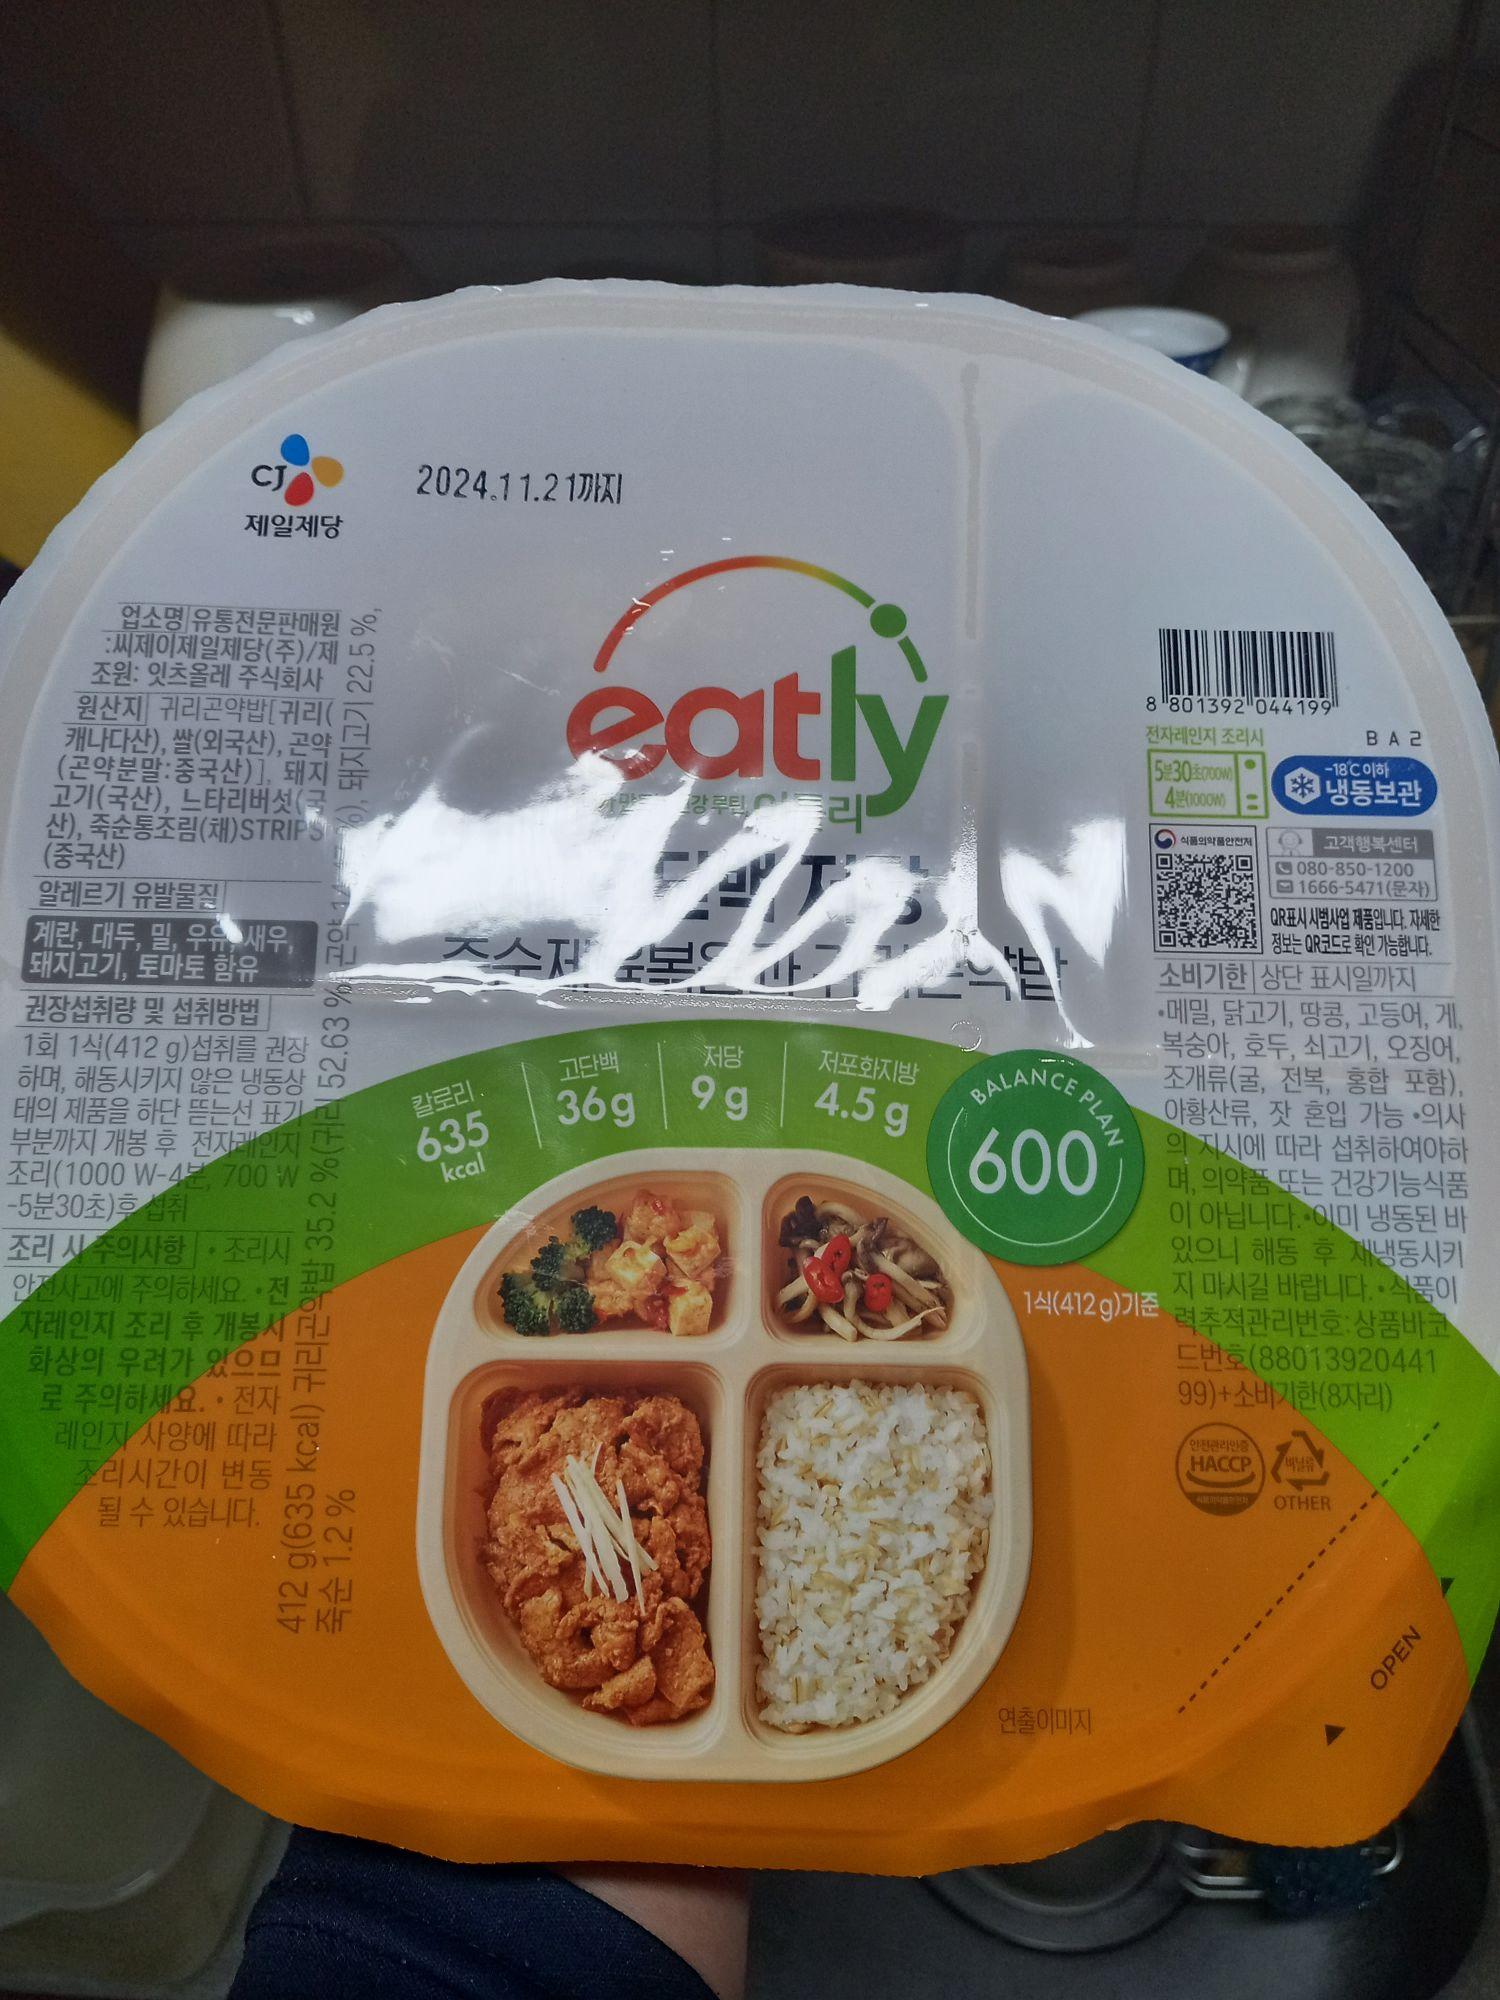 CJ
제일제당
2024.11.21까지
eatly
업소명 유통전문판매원
:씨제이제일제당(주)/제
조원: 잇츠올레 주식회사
원산지 귀리곤약밥[귀리(
캐나다산), 쌀(외국산), 곤약
(곤약분말:중국산)], 돼지
고기(국산), 느타리버섯(국
산), 죽순통조림(채)STRIPS
(중국산)
알레르기 유발물질
계란, 대두, 밀, 우유, 새우,
돼지고기, 토마토 함유
권장섭취량 및 섭취방법
1회 1식(412 g)섭취를 권장
하며, 해동시키지 않은 냉동상
태의 제품을 하단 뜯는선 표기
부분까지 개봉 후 전자레인지
조리(1000 W-4분, 700 W
-5분30초)후 섭취
조리 시 주의사항 • 조리시
안전사고에 주의하세요. • 전
자레인지 조리 후 개봉시
화상의 우려가 있으므
로 주의하세요. • 전자
레인지 사양에 따라
조리시간이 변동
될 수 있습니다.
412 g(635 kcal) 귀리곤약밥 35.2 %(귀리 52.63 %, 돼지고기 22.5 %,
죽순 1.2 %
칼로리
635
kcal
고단백
36g
저당
9g
저포화지방
4.5g
BALANCE PLAN
600
1식(412 g)기준
8 801392 044199
전자레인지 조리시
BA2
5분30초(700W)
4분(1000W)
-18℃ 이하
냉동보관
식품의약품안전처
고객행복센터
080-850-1200
1666-5471(문자)
QR표시 시범사업 제품입니다. 자세한
정보는 QR코드로 확인 가능합니다.
소비기한 상단 표시일까지
•메밀, 닭고기, 땅콩, 고등어, 게,
복숭아, 호두, 쇠고기, 오징어,
조개류(굴, 전복, 홍합 포함),
아황산류, 잣 혼입 가능 •의사
의 지시에 따라 섭취하여야하
며, 의약품 또는 건강기능식품
이 아닙니다. •이미 냉동된 바
있으니 해동 후 재냉동시키
지 마시길 바랍니다. •식품이
력추적관리번호:상품바코
드번호(88013920441
99)+소비기한(8자리)
안전관리인증
HACCP
식품의약품안전처
비닐류
OTHER
OPEN
연출이미지